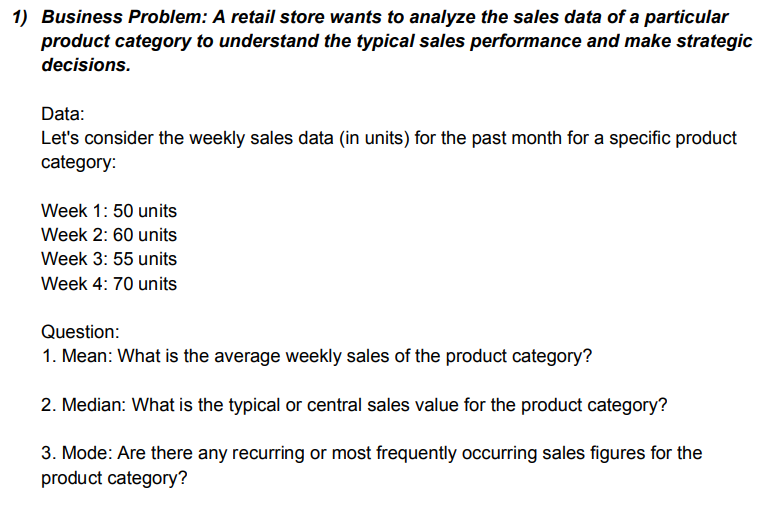 1) Business Problem: A retail store wants to analyze the sales data of a particular
product category to understand the typical sales performance and make strategic
decisions.
Data:
Let's consider the weekly sales data (in units) for the past month for a specific product
category:
Week 1: 50 units
Week 2: 60 units
Week 3: 55 units
Week 4: 70 units
Question:
1. Mean: What is the average weekly sales of the product category?
2. Median: What is the typical or central sales value for the product category?
3. Mode: Are there any recurring or most frequently occurring sales figures for the
product category?